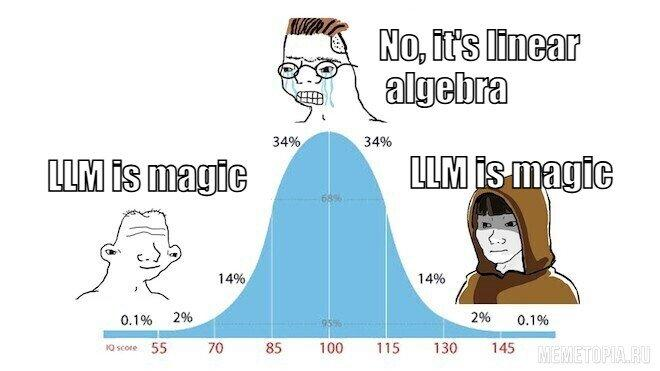 No, it's linear
algebra
34% 34%
LLM is magic
LLM is magic
68%
14% 14%
0.1% 2% 95% 2% 0.1%
IQ score 55 70 85 100 115 130 145
MEMETOPIA.RU